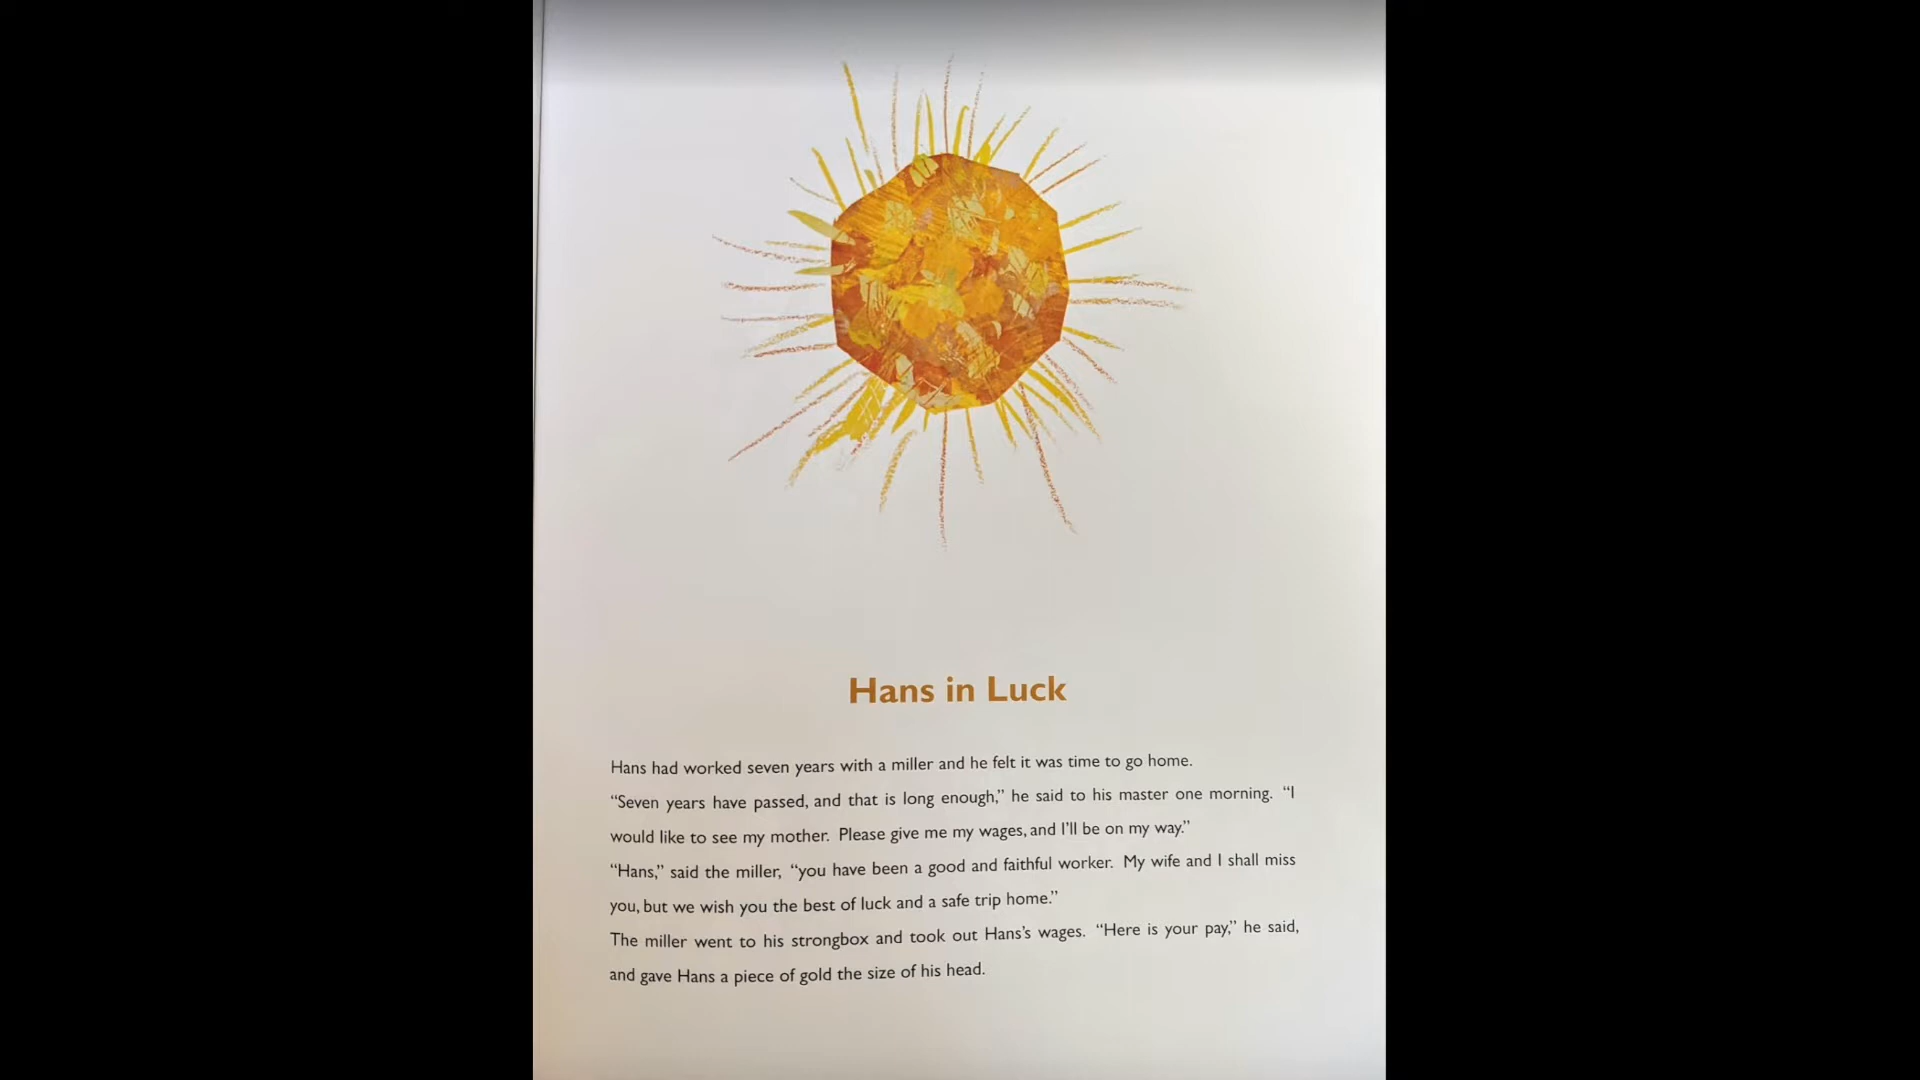 Hans in Luck
Hans had worked seven years with a miller and he felt it was time to go home.
“Seven years have passed, and that is long enough,” he said to his master one morning. “I
would like to see my mother. Please give me my wages, and I’ll be on my way.”
“Hans,” said the miller, “you have been a good and faithful worker. My wife and I shall miss
you, but we wish you the best of luck and a safe trip home.”
The miller went to his strongbox and took out Hans’s wages. “Here is your pay,” he said,
and gave Hans a piece of gold the size of his head.